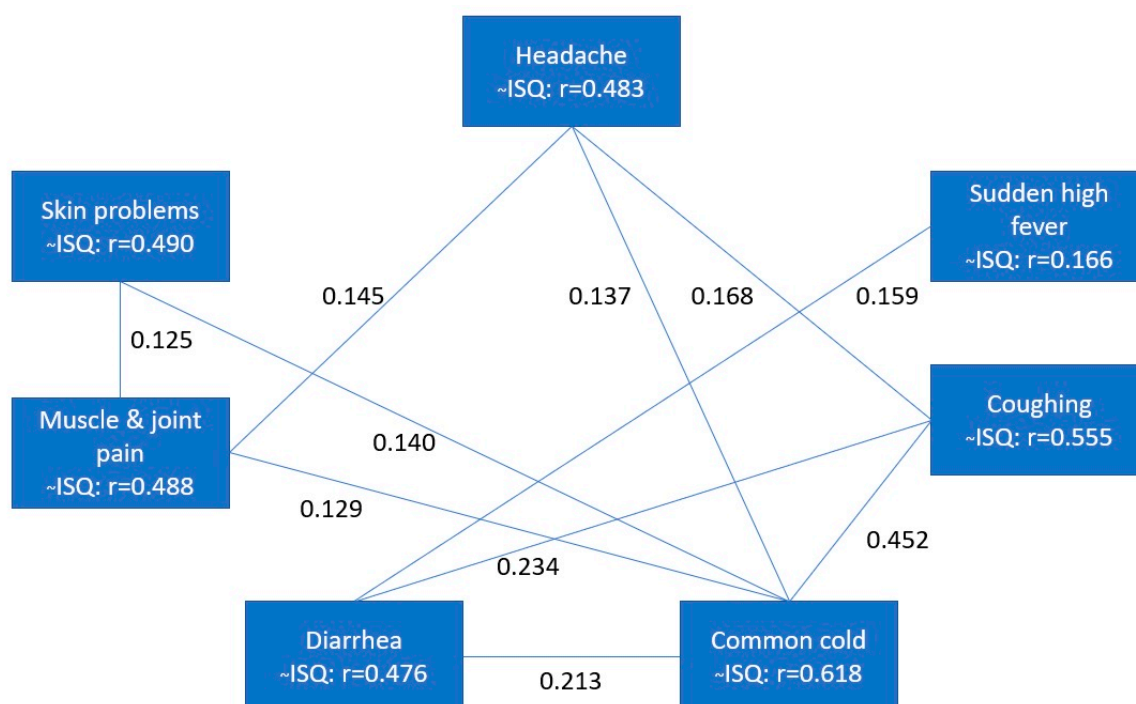 Headache
~ISQ: r=0.483
Skin problems
~ISQ: r=0.490
Sudden high
fever
~ISQ: r=0.166
0.145
0.137
0.168
0.159
0.125
Muscle & joint
pain
~ISQ: r=0.488
Coughing
~ISQ: r=0.555
0.140
0.129
0.234
0.452
Diarrhea
~ISQ: r=0.476
0.213
Common cold
~ISQ: r=0.618